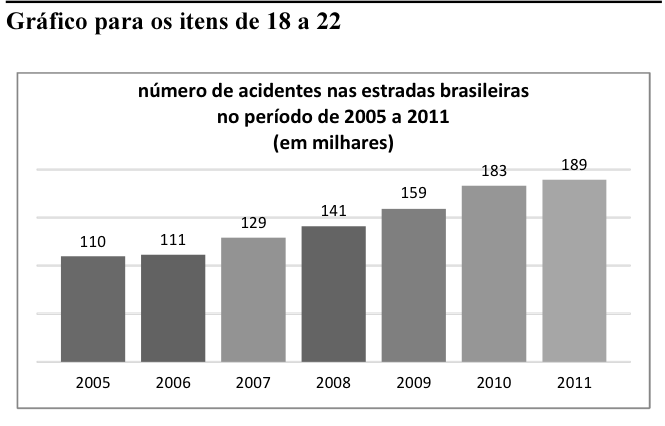 Gráfico para os itens de 18 a 22
número de acidentes nas estradas brasileiras
no período de 2005 a 2011
(em milhares)
110 111 129 141 159 183 189
2005 2006 2007 2008 2009 2010 2011